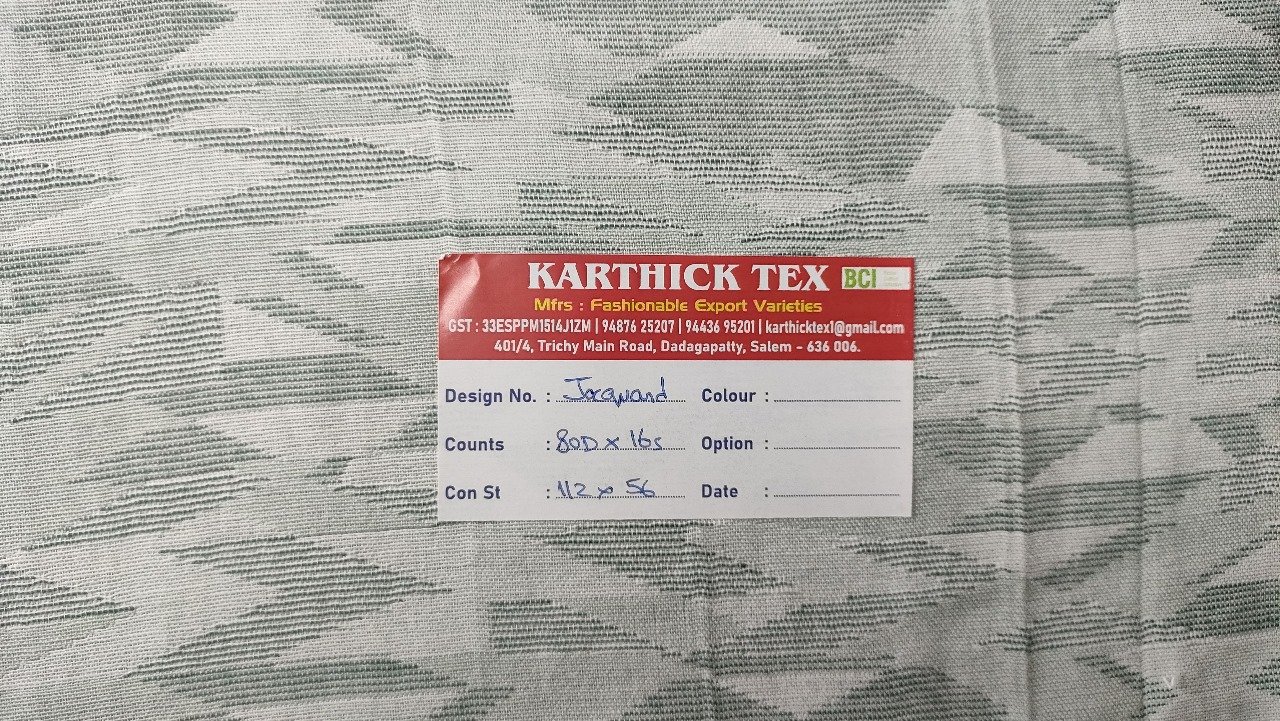 KARTHICK TEX BCI
Mfrs : Fashionable Export Varieties
GST : 33ESPPM1514J1ZM | 94876 25207 | 94436 95201 | karthicktex1@gmail.com
401/4, Trichy Main Road, Dadagapatty, Salem - 636 006.
Design No. : Jacquard Colour :
Counts : 80D x 16s Option :
Con St : 112 x 56 Date :